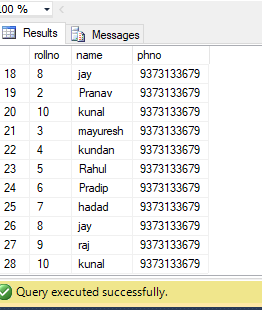 .00 %
Results Messages
rollno name phno
18 8 jay 9373133679
19 2 Pranav 9373133679
20 10 kunal 9373133679
21 3 mayuresh 9373133679
22 4 kundan 9373133679
23 5 Rahul 9373133679
24 6 Pradip 9373133679
25 7 hadad 9373133679
26 8 jay 9373133679
27 9 raj 9373133679
28 10 kunal 9373133679
Query executed successfully.